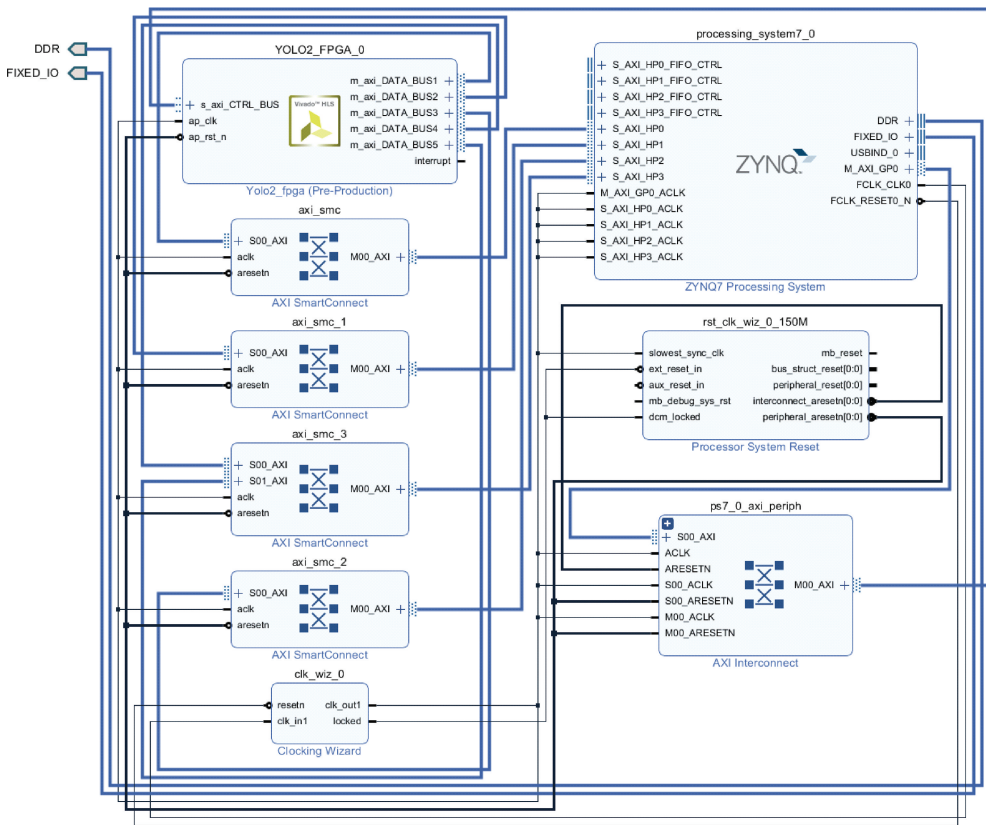 DDR
FIXED_IO
YOLO2_FPGA_0
s_axi_CTRL_BUS
ap_clk
ap_rst_n
Vivado™ HLS
m_axi_DATA_BUS1
m_axi_DATA_BUS2
m_axi_DATA_BUS3
m_axi_DATA_BUS4
m_axi_DATA_BUS5
interrupt
Yolo2_fpga (Pre-Production)
processing_system7_0
S_AXI_HP0_FIFO_CTRL
S_AXI_HP1_FIFO_CTRL
S_AXI_HP2_FIFO_CTRL
S_AXI_HP3_FIFO_CTRL
S_AXI_HP0
S_AXI_HP1
S_AXI_HP2
S_AXI_HP3
M_AXI_GP0_ACLK
S_AXI_HP0_ACLK
S_AXI_HP1_ACLK
S_AXI_HP2_ACLK
S_AXI_HP3_ACLK
ZYNQ
DDR
FIXED_IO
USBIND_0
M_AXI_GP0
FCLK_CLK0
FCLK_RESET0_N
ZYNQ7 Processing System
axi_smc
S00_AXI
aclk
aresetn
M00_AXI
AXI SmartConnect
axi_smc_1
S00_AXI
aclk
aresetn
M00_AXI
AXI SmartConnect
rst_clk_wiz_0_150M
slowest_sync_clk
ext_reset_in
aux_reset_in
mb_debug_sys_rst
dcm_locked
mb_reset
bus_struct_reset[0:0]
peripheral_reset[0:0]
interconnect_aresetn[0:0]
peripheral_aresetn[0:0]
Processor System Reset
axi_smc_3
S00_AXI
S01_AXI
aclk
aresetn
M00_AXI
AXI SmartConnect
ps7_0_axi_periph
S00_AXI
ACLK
ARESETN
S00_ACLK
S00_ARESETN
M00_ACLK
M00_ARESETN
M00_AXI
AXI Interconnect
axi_smc_2
S00_AXI
aclk
aresetn
M00_AXI
AXI SmartConnect
clk_wiz_0
resetn
clk_in1
clk_out1
locked
Clocking Wizard